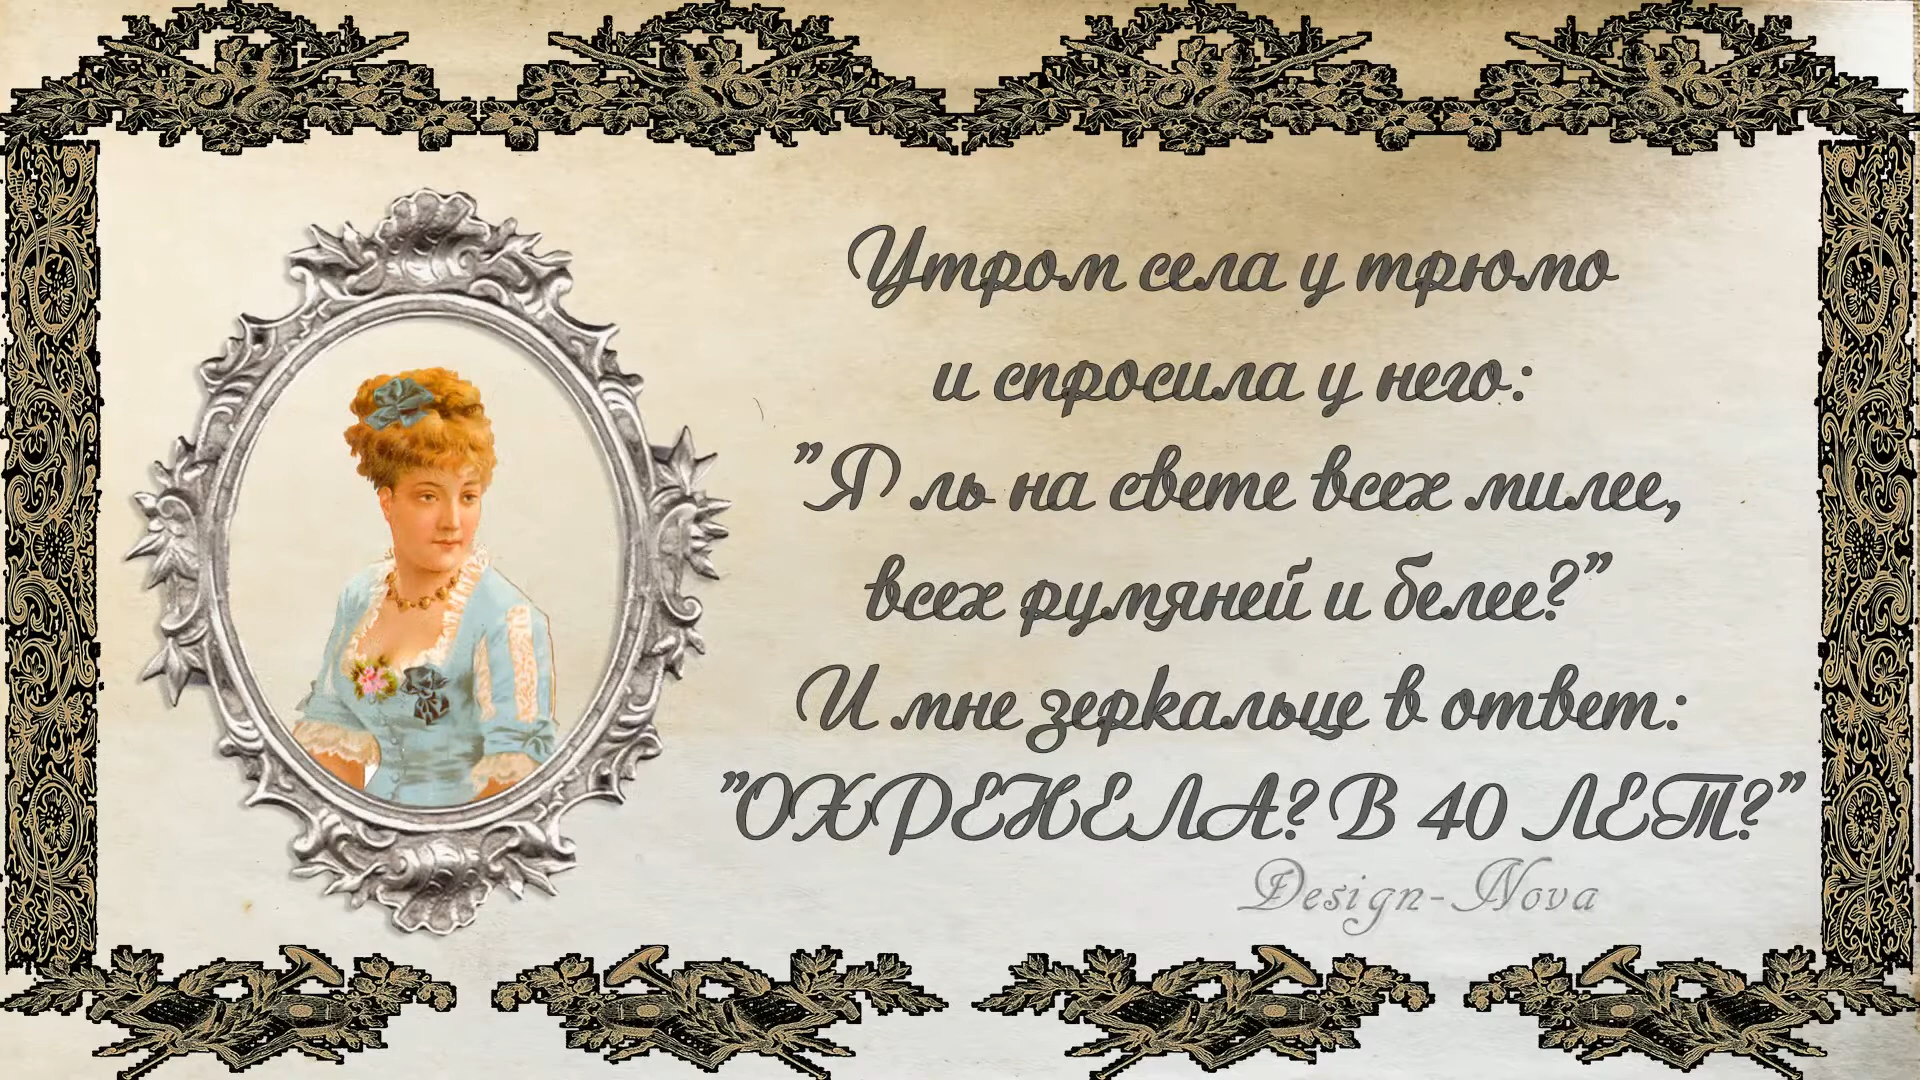 Утром села у трюмо
и спросила у него:
"Я ль на свете всех милее,
всех румяней и белее?"
И мне зеркальце в ответ:
"ОХРЕНЕЛА? В 40 ЛЕТ?"
Design-Nova